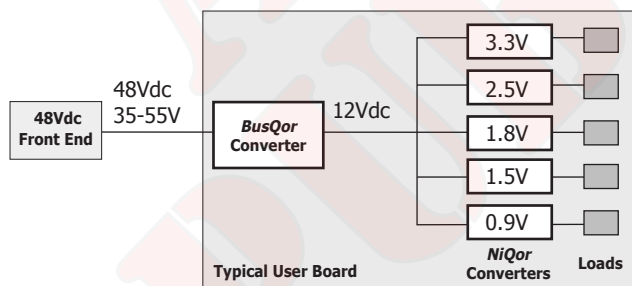 48Vdc
Front End
48Vdc
35-55V
BusQor
Converter
12Vdc
3.3V
2.5V
1.8V
1.5V
0.9V
NiQor
Converters
Loads
Typical User Board